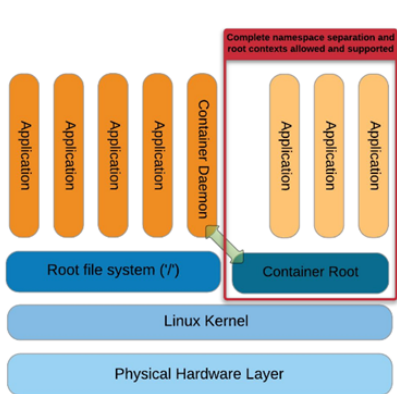 Complete namespace separation and
root contexts allowed and supported
Application
Application
Application
Application
Container Daemon
Application
Application
Application
Root file system ('/')
Container Root
Linux Kernel
Physical Hardware Layer